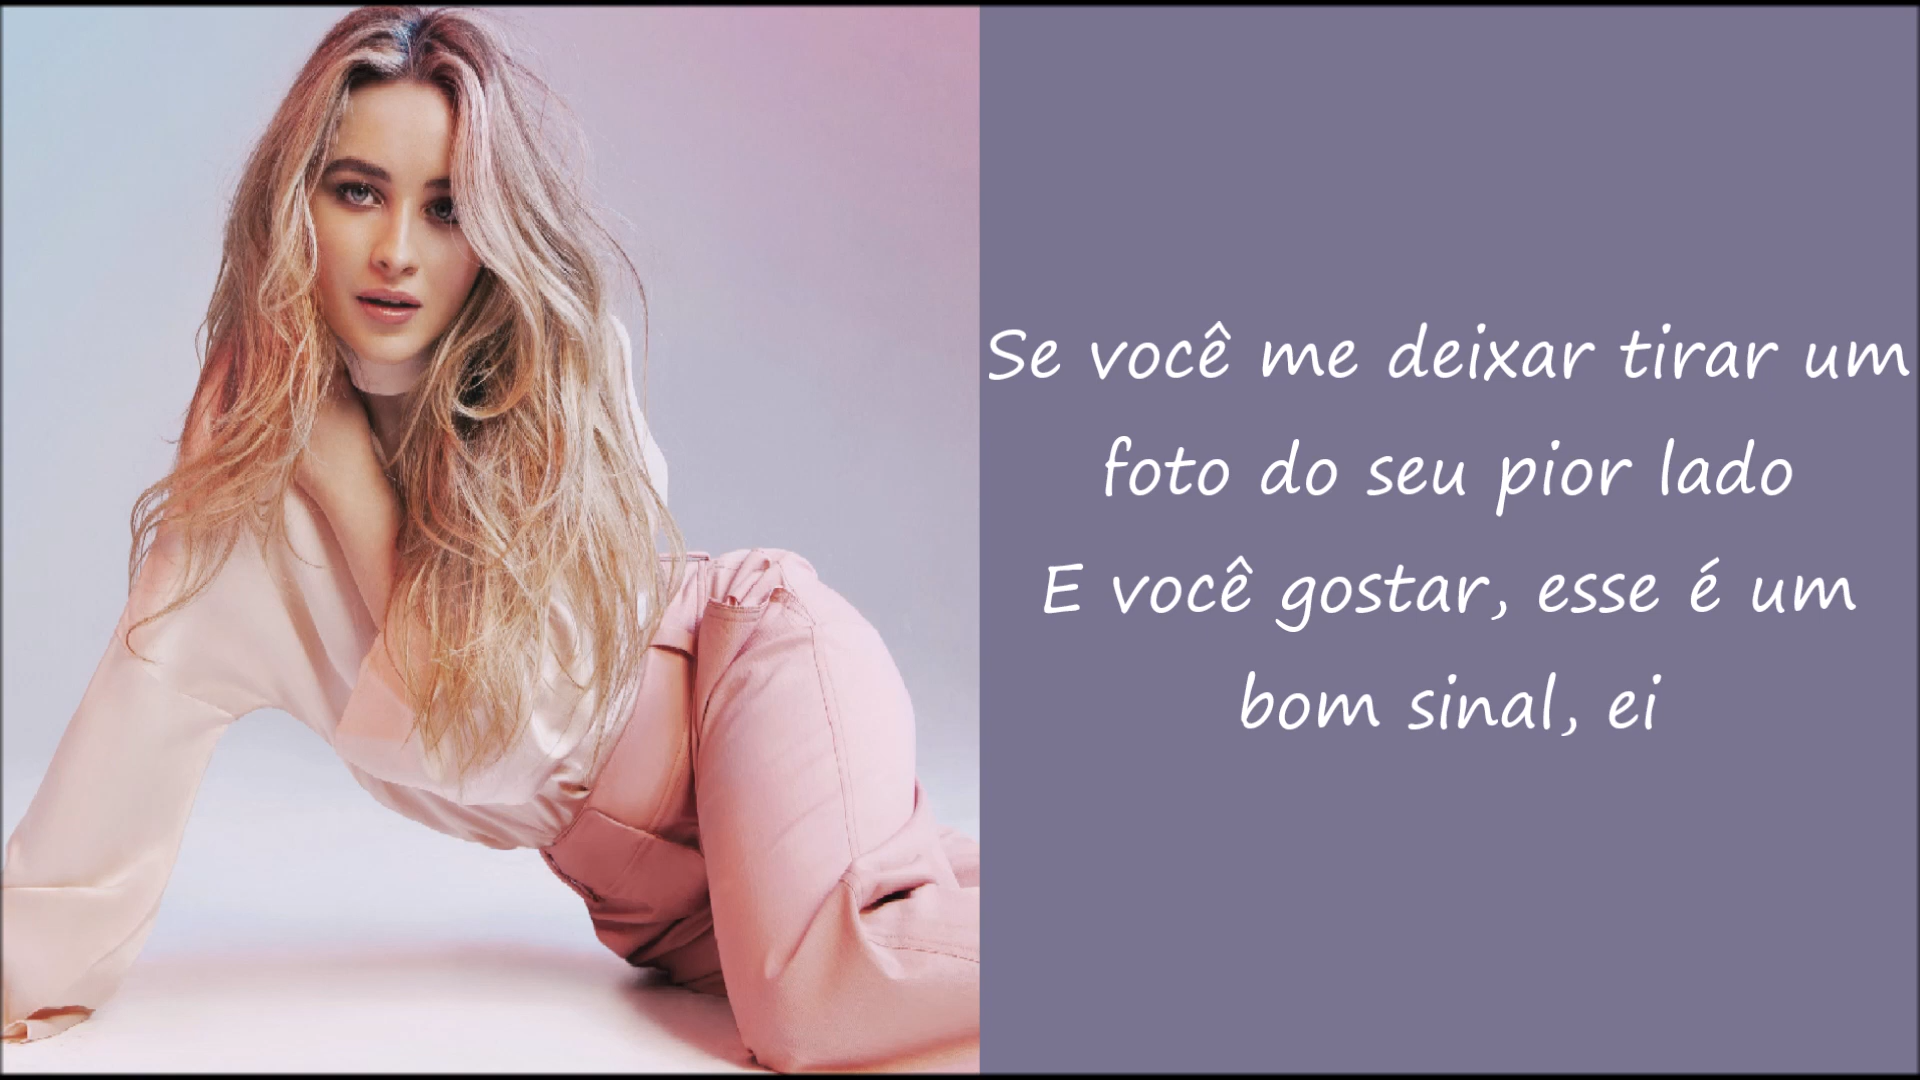 Se você me deixar tirar um
foto do seu pior lado
E você gostar, esse é um
bom sinal, ei